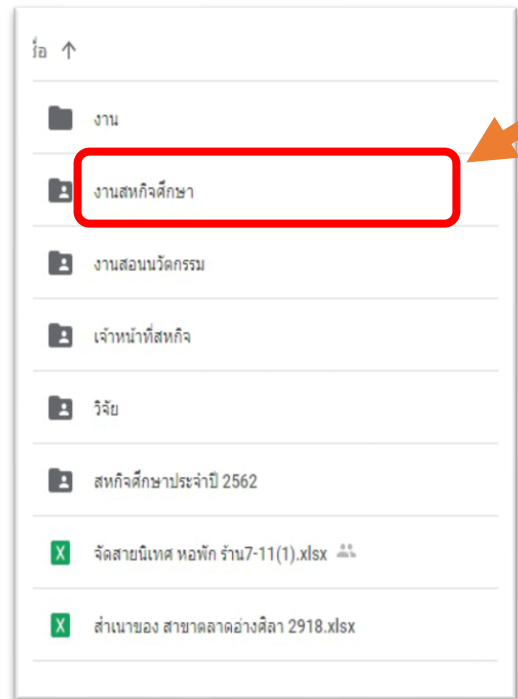 ชื่อ
งาน
งานสหกิจศึกษา
งานสอนนวัตกรรม
เจ้าหน้าที่สหกิจ
วิจัย
สหกิจศึกษาประจำปี 2562
จัดสายนิเทศ หอพัก ร้าน7-11(1).xlsx
สำเนาของ สาขาตลาดอ่างศิลา 2918.xlsx